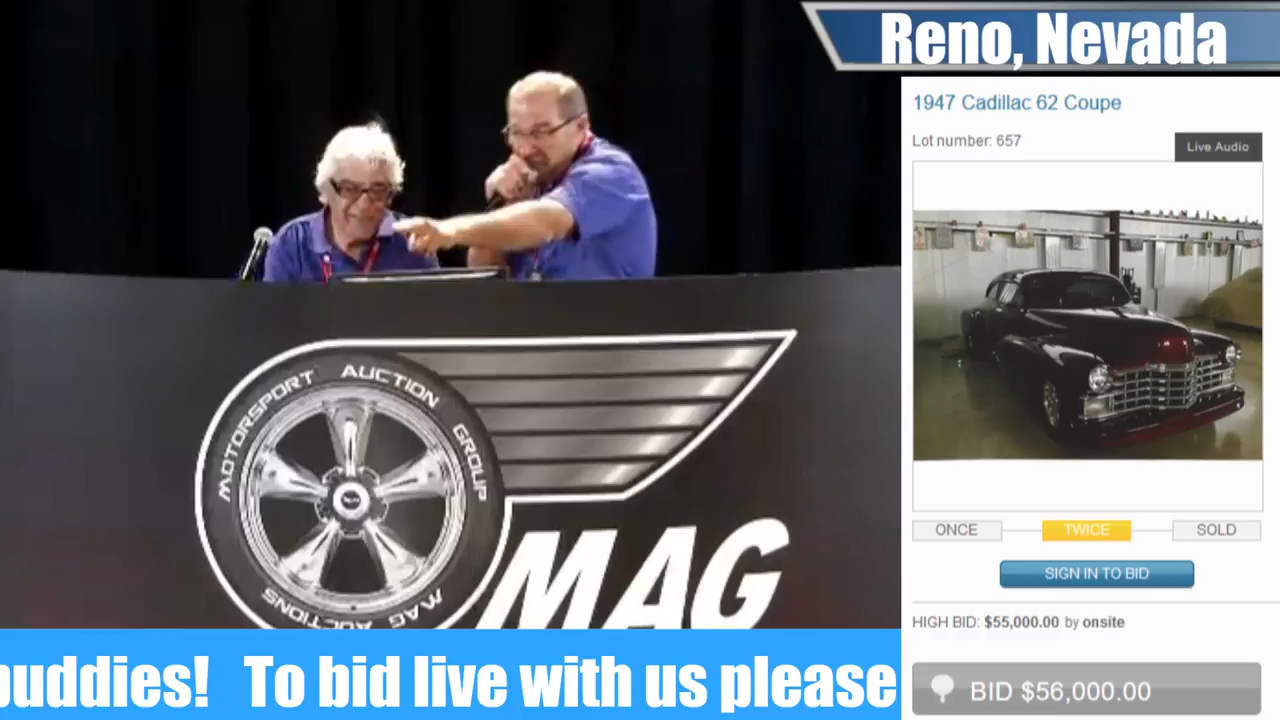 Reno, Nevada
1947 Cadillac 62 Coupe
Lot number: 657
Live Audio
MOTORSPORT AUCTION GROUP
MAG AUCTIONS
MAG
ONCE
TWICE
SOLD
SIGN IN TO BID
HIGH BID: $55,000.00 by onsite
BID $56,000.00
buddies! To bid live with us please